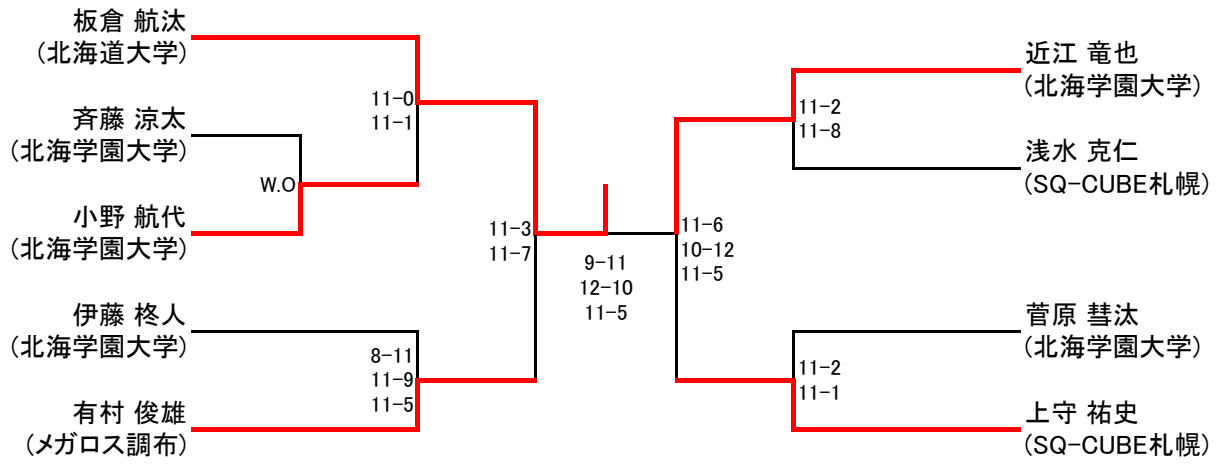 板倉 航汰
(北海道大学)
斉藤 涼太
(北海学園大学)
小野 航代
(北海学園大学)
伊藤 柊人
(北海学園大学)
有村 俊雄
(メガロス調布)
11-0
11-1
W.O
8-11
11-9
11-5
11-3
11-7
9-11
12-10
11-5
11-6
10-12
11-5
11-2
11-8
11-2
11-1
近江 竜也
(北海学園大学)
浅水 克仁
(SQ-CUBE札幌)
菅原 彗汰
(北海学園大学)
上守 祐史
(SQ-CUBE札幌)